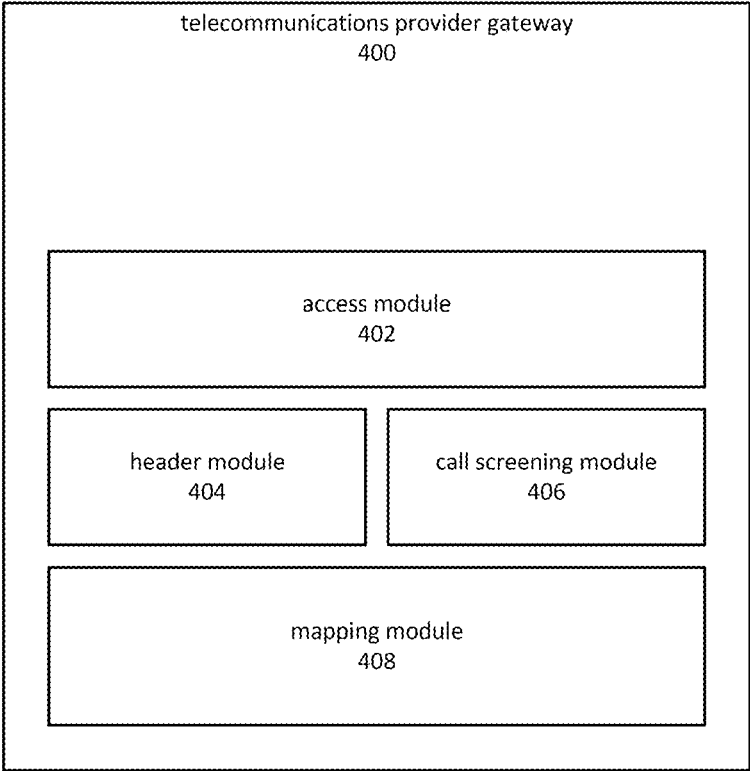 telecommunications provider gateway
400
access module
402
header module
404
call screening module
406
mapping module
408